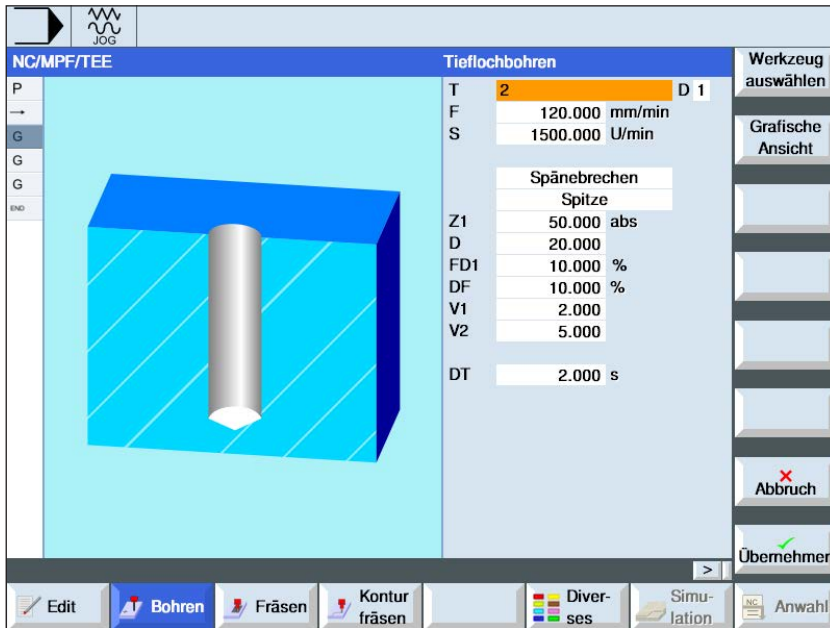 JOG
NC/MPF/TEE
Tieflochbohren
P
G
G
G
END
T 2 D 1
F 120.000 mm/min
S 1500.000 U/min
Spänebrechen
Spitze
Z1 50.000 abs
D 20.000
FD1 10.000 %
DF 10.000 %
V1 2.000
V2 5.000
DT 2.000 s
Werkzeug
auswählen
Grafische
Ansicht
Abbruch
Übernehmen
>
Edit
Bohren
Fräsen
Kontur
fräsen
Diver-
ses
Simu-
lation
NC
Anwahl